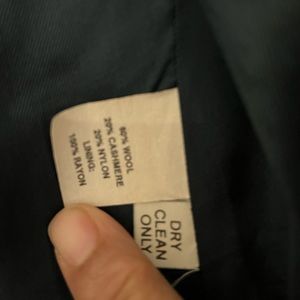 60% WOOL
20% CASHMERE
20% NYLON
LINING:
100% RAYON
DRY
CLEAN
ONLY